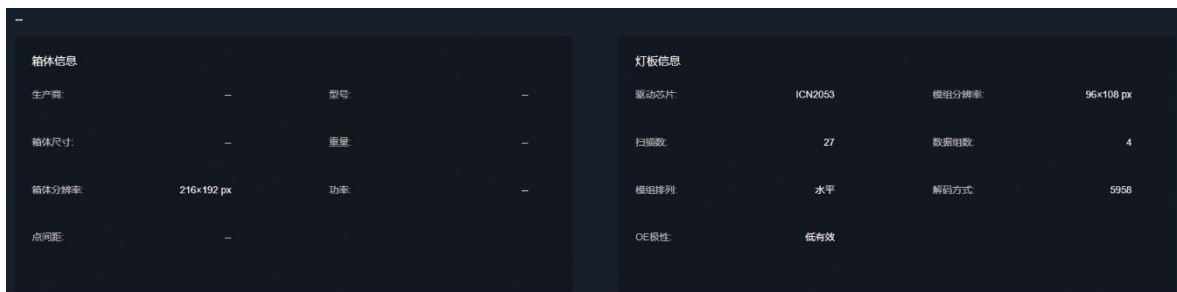 --
箱体信息
生产商: -- 型号: --
箱体尺寸: -- 重量: --
箱体分辨率: 216×192 px 功率: --
点间距: --
灯板信息
驱动芯片: ICN2053 模组分辨率: 96×108 px
扫描数: 27 数据组数: 4
模组排列: 水平 解码方式: 5958
OE极性: 低有效